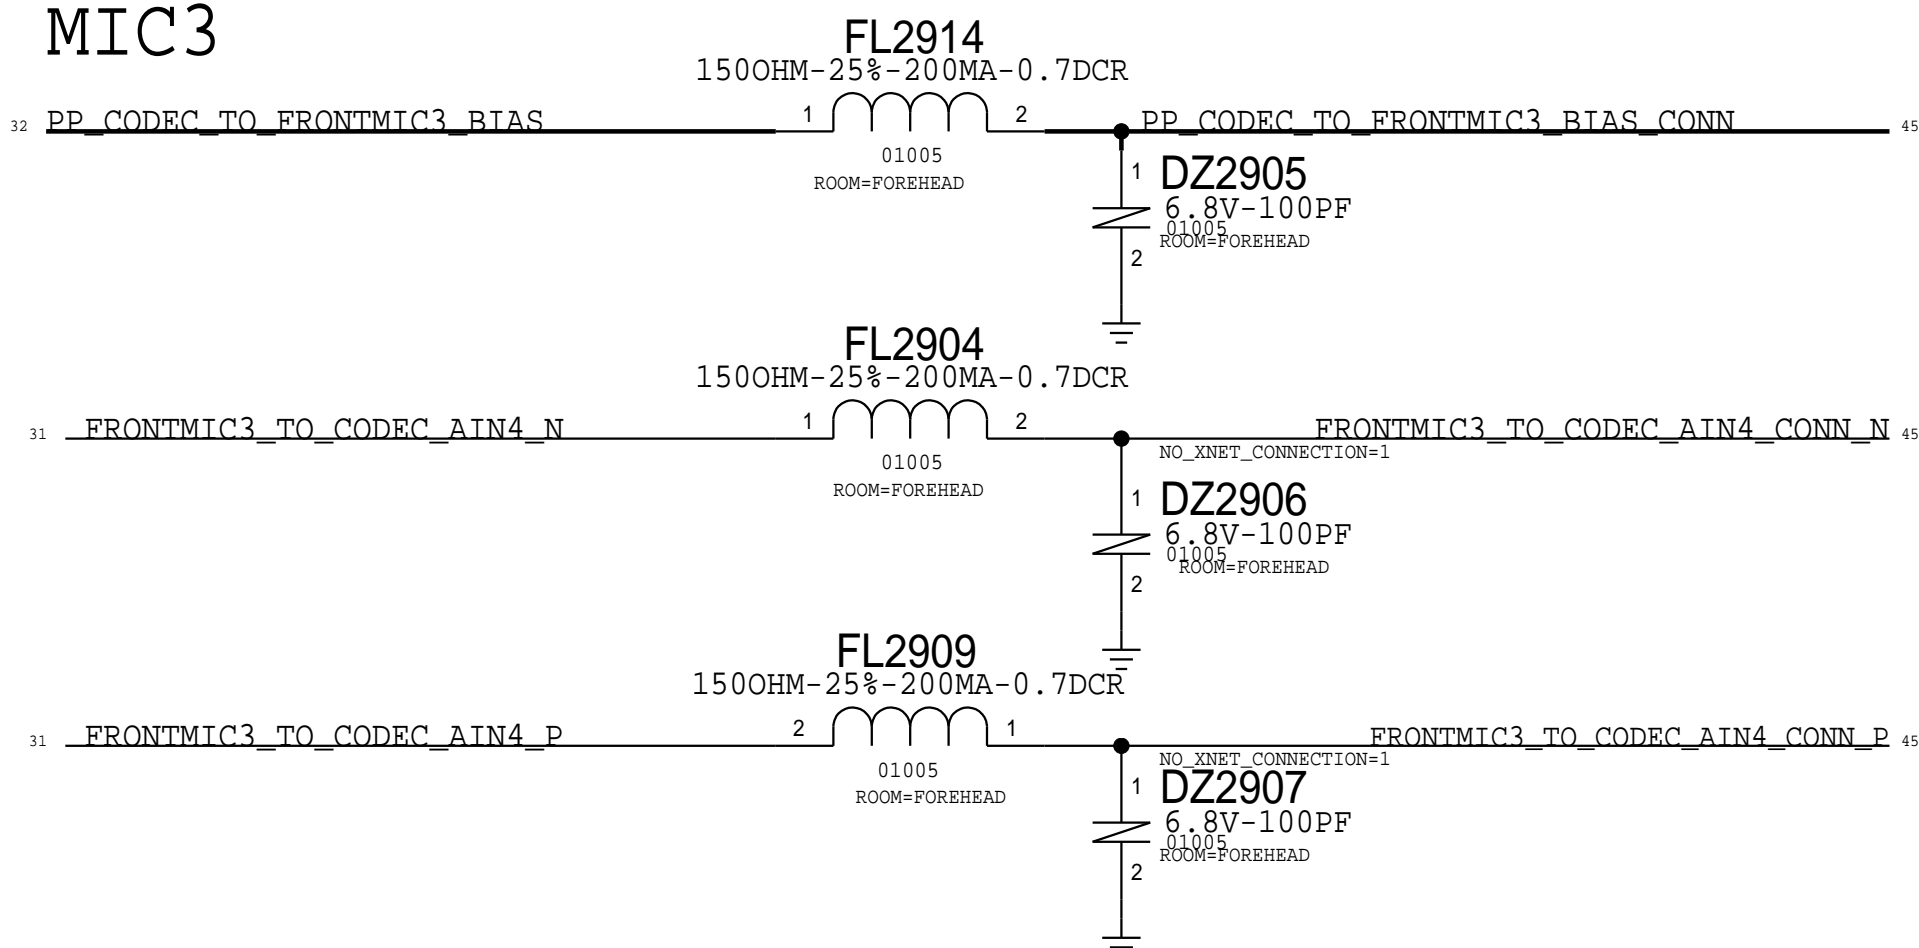 MIC3
FL2914
150OHM-25%-200MA-0.7DCR
32 PP_CODEC_TO_FRONTMIC3_BIAS 1 2 PP_CODEC_TO_FRONTMIC3_BIAS_CONN 45
01005
ROOM=FOREHEAD
1 DZ2905
6.8V-100PF
01005
ROOM=FOREHEAD
2
FL2904
150OHM-25%-200MA-0.7DCR
31 FRONTMIC3_TO_CODEC_AIN4_N 1 2 FRONTMIC3_TO_CODEC_AIN4_CONN_N 45
NO_XNET_CONNECTION=1
01005
ROOM=FOREHEAD
1 DZ2906
6.8V-100PF
01005
ROOM=FOREHEAD
2
FL2909
150OHM-25%-200MA-0.7DCR
31 FRONTMIC3_TO_CODEC_AIN4_P 2 1 FRONTMIC3_TO_CODEC_AIN4_CONN_P 45
NO_XNET_CONNECTION=1
01005
ROOM=FOREHEAD
1 DZ2907
6.8V-100PF
01005
ROOM=FOREHEAD
2